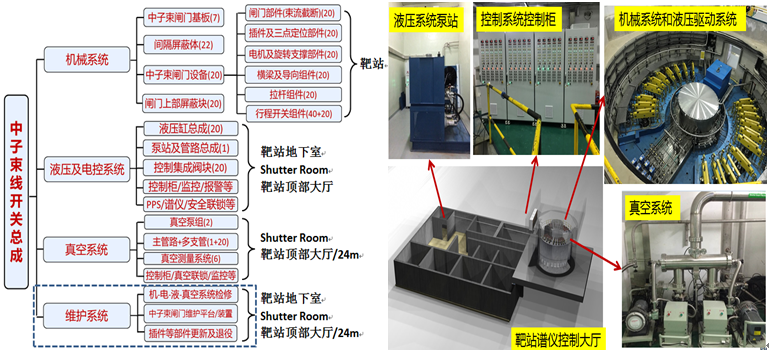 中子束线开关总成
机械系统
中子束闸门基板(7)
间隔屏蔽体(22)
中子束闸门设备(20)
闸门上部屏蔽块(20)
闸门部件(束流截断)(20)
插件及三点定位部件(20)
电机及旋转支撑部件(20)
横梁及导向组件(20)
拉杆组件(20)
行程开关组件(40+20)
靶站
液压及电控系统
液压缸总成(20)
泵站及管路总成(1)
控制集成阀块(20)
控制柜/监控/报警等
PPS/谱仪/安全联锁等
靶站地下室
Shutter Room
靶站顶部大厅
真空系统
真空泵组(2)
主管路+多支管(1+20)
真空测量系统(6)
控制柜/真空联锁/监控等
Shutter Room
靶站顶部大厅/24m
维护系统
机-电-液-真空系统检修
中子束闸门维护平台/装置
插件等部件更新及退役
靶站地下室
Shutter Room
靶站顶部大厅/24m
液压系统泵站
控制系统控制柜
机械系统和液压驱动系统
真空系统
靶站谱仪控制大厅